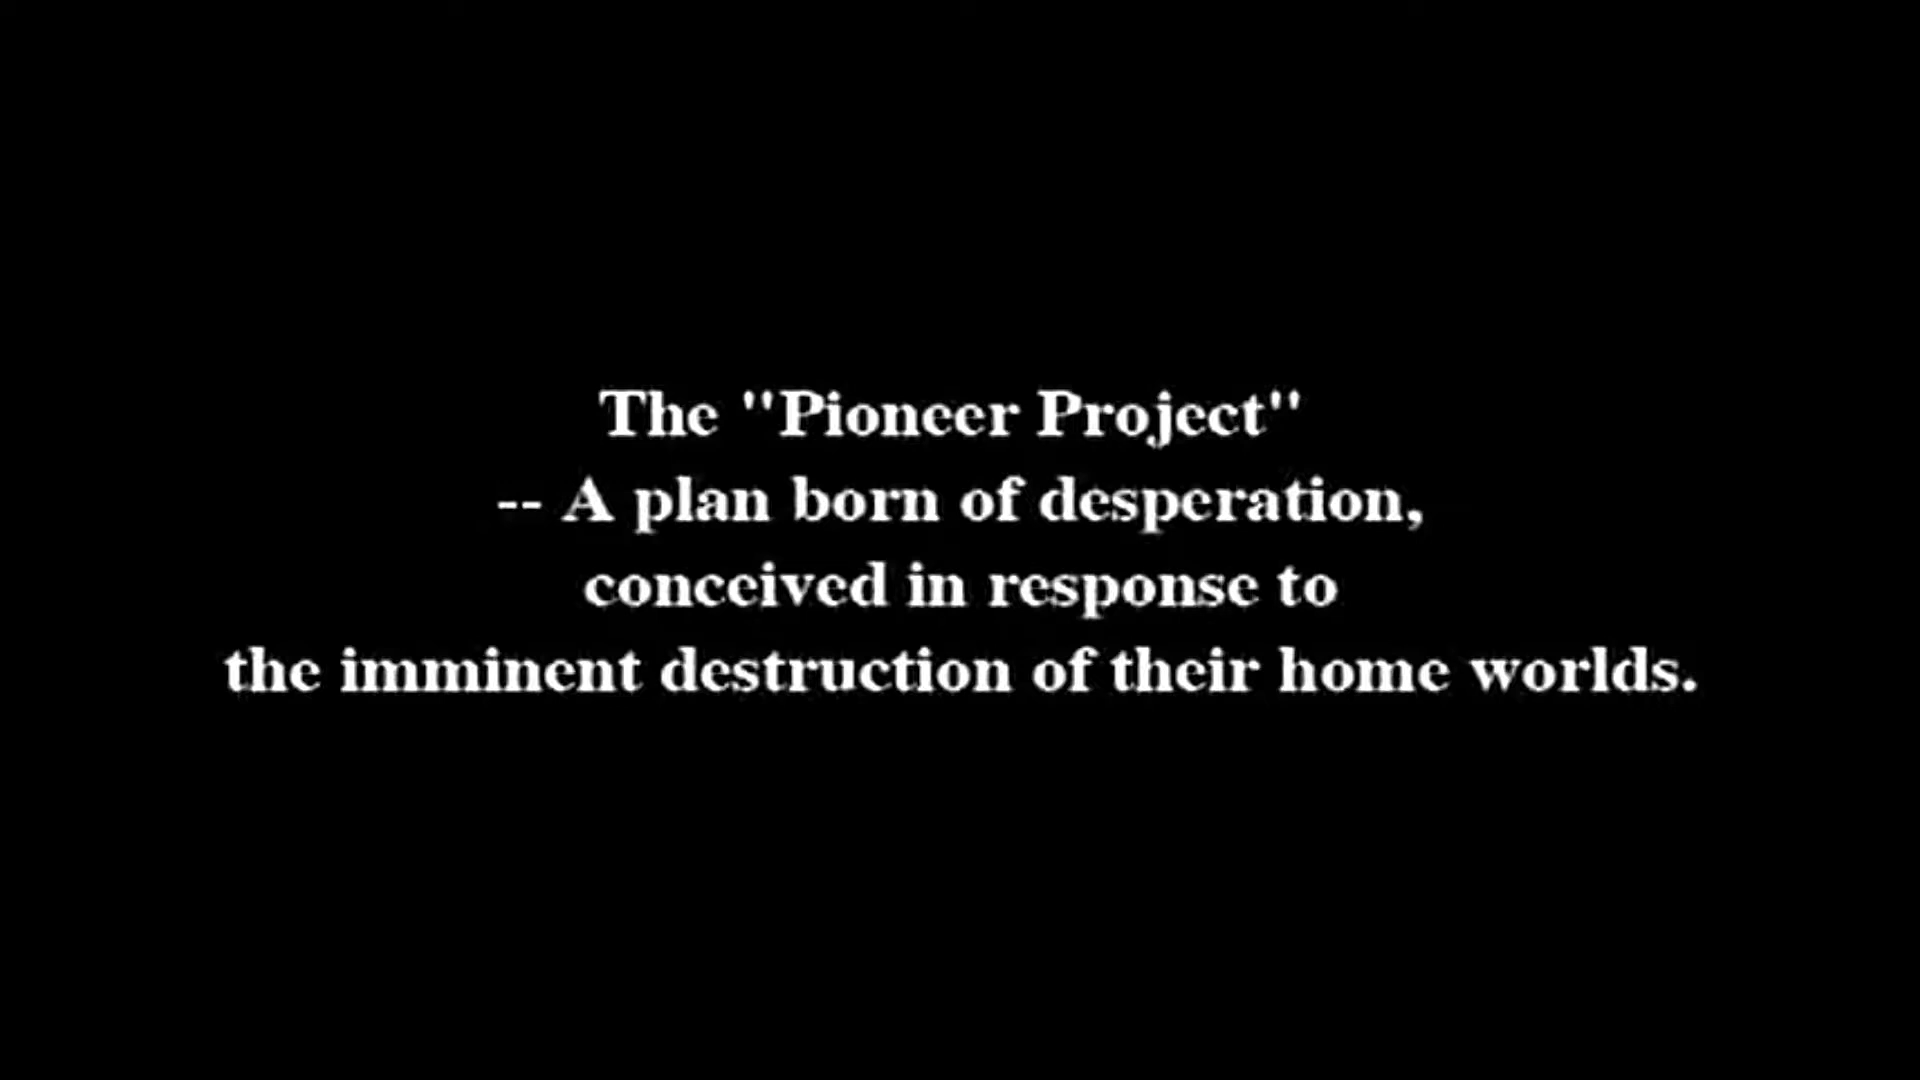 The "Pioneer Project"
-- A plan born of desperation,
conceived in response to
the imminent destruction of their home worlds.